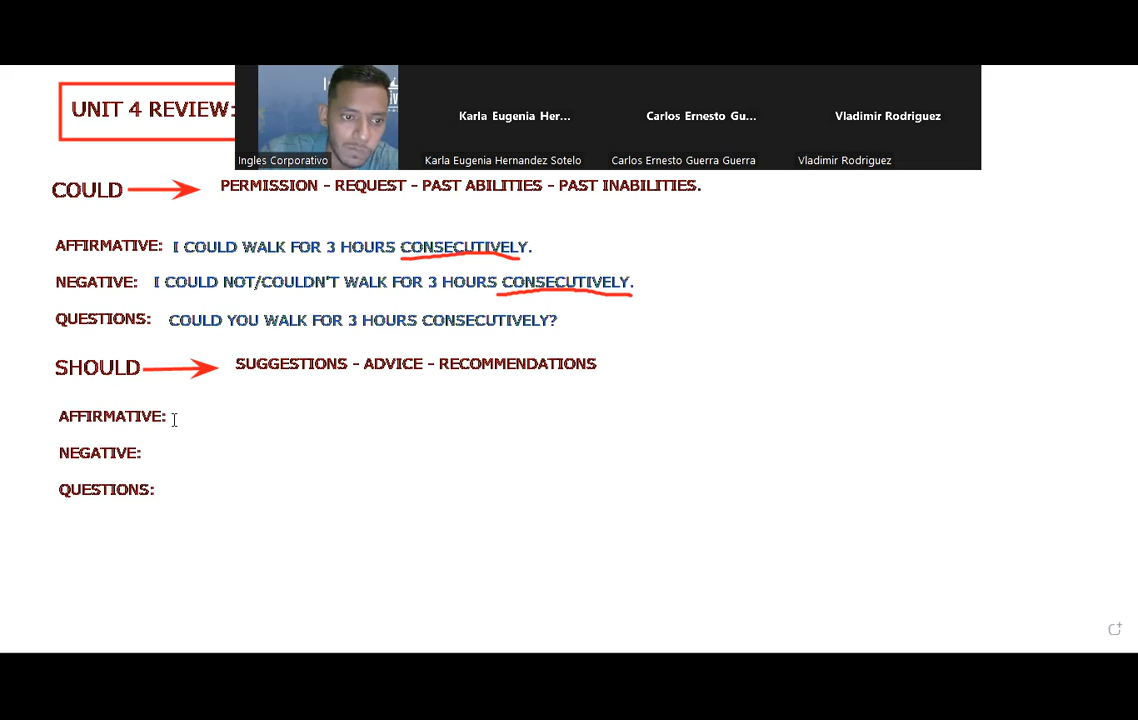 UNIT 4 REVIEW:
Karla Eugenia Her...
Carlos Ernesto Gu...
Vladimir Rodriguez
Ingles Corporativo
Karla Eugenia Hernandez Sotelo
Carlos Ernesto Guerra Guerra
Vladimir Rodriguez
COULD
PERMISSION - REQUEST - PAST ABILITIES - PAST INABILITIES.
AFFIRMATIVE: I COULD WALK FOR 3 HOURS CONSECUTIVELY.
NEGATIVE: I COULD NOT/COULDN'T WALK FOR 3 HOURS CONSECUTIVELY.
QUESTIONS: COULD YOU WALK FOR 3 HOURS CONSECUTIVELY?
SHOULD
SUGGESTIONS - ADVICE - RECOMMENDATIONS
AFFIRMATIVE:
NEGATIVE:
QUESTIONS: